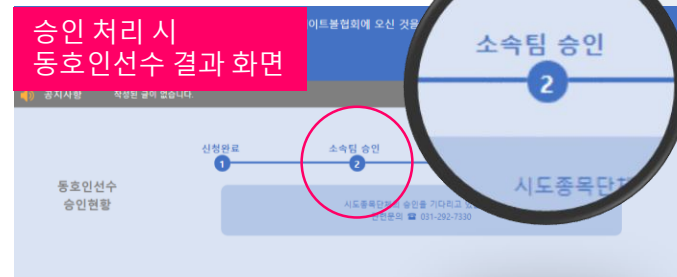 승인 처리 시
동호인선수 결과 화면
이트볼협회에 오신 것을
공지사항 작성된 글이 없습니다.
신청완료 소속팀 승인
1 2
동호인선수
승인현황
시도종목단체의 승인을 기다리고
관련문의 ☎ 031-292-7330
소속팀 승인
2
시도종목단체